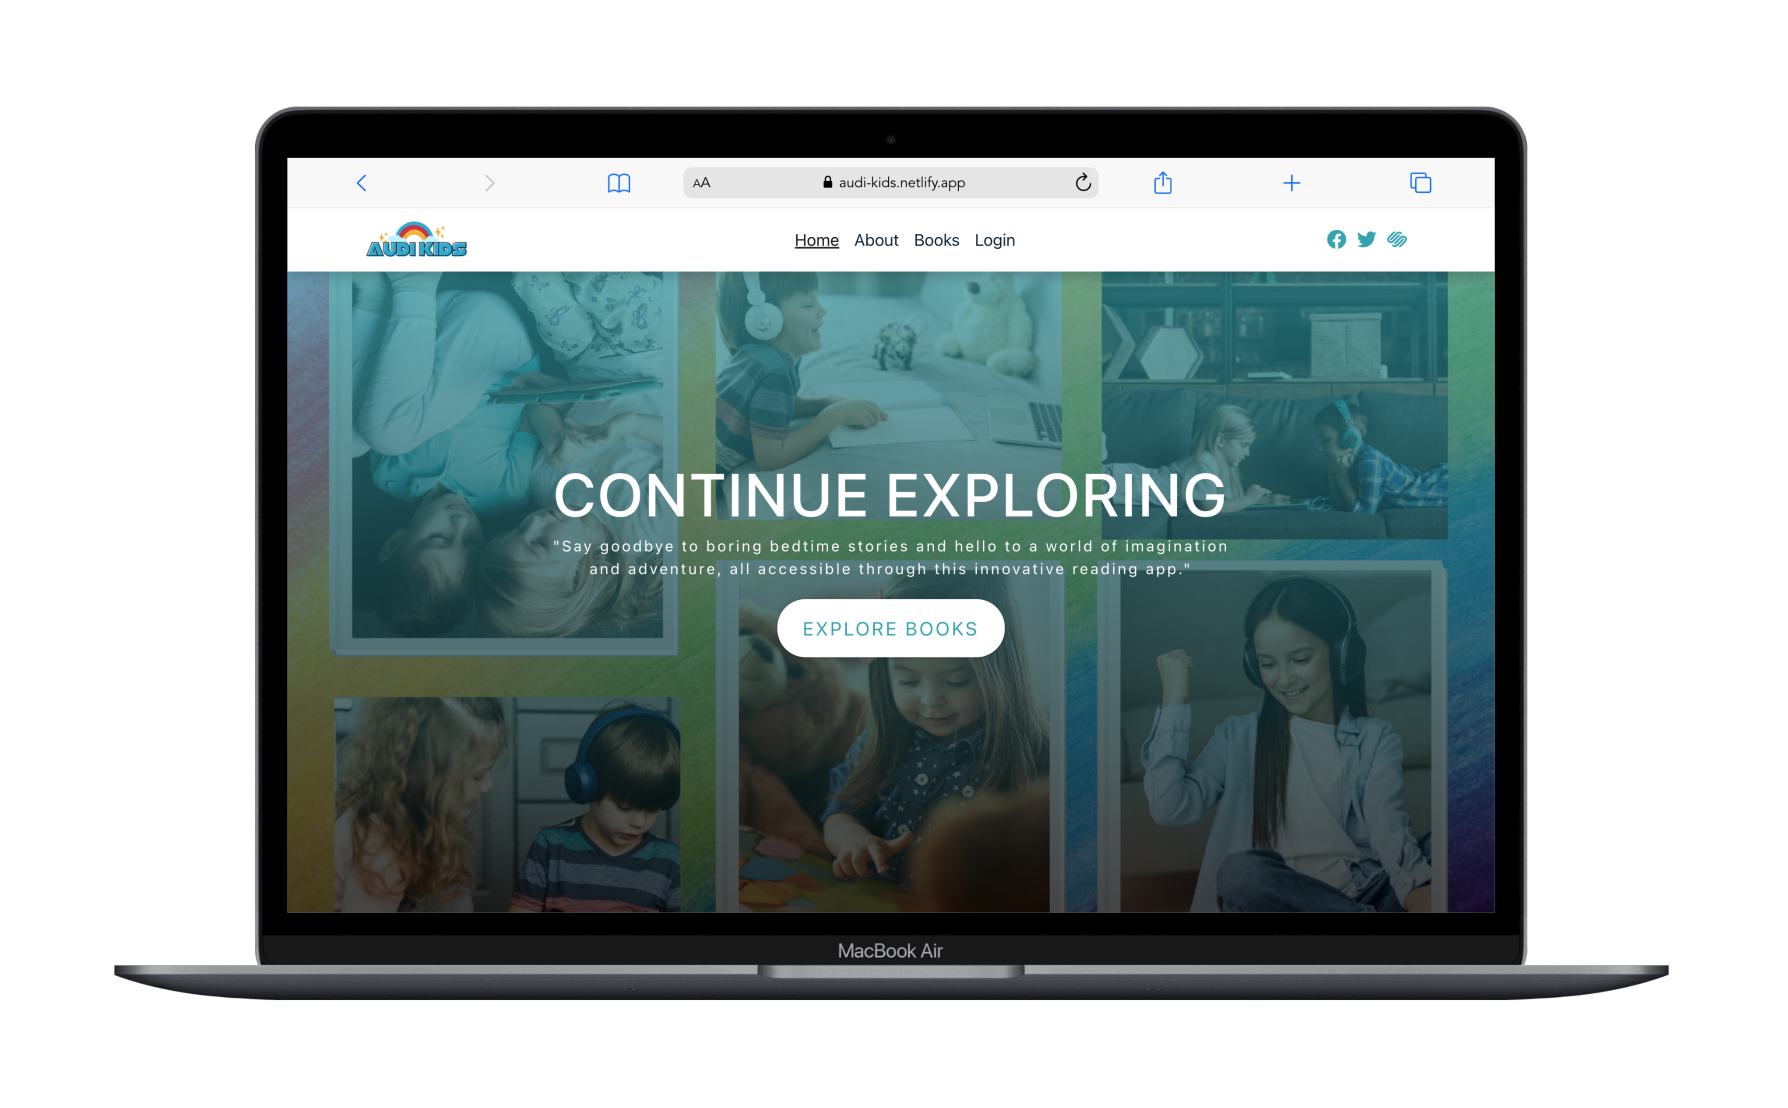 AA audi-kids.netlify.app
AUDI KIDS
Home About Books Login
CONTINUE EXPLORING
"Say goodbye to boring bedtime stories and hello to a world of imagination
and adventure, all accessible through this innovative reading app."
EXPLORE BOOKS
MacBook Air